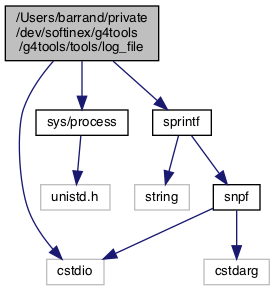 /Users/barrand/private
/dev/softinex/g4tools
/g4tools/tools/log_file
sys/process
sprintf
unistd.h
string
snpf
cstdio
cstdarg